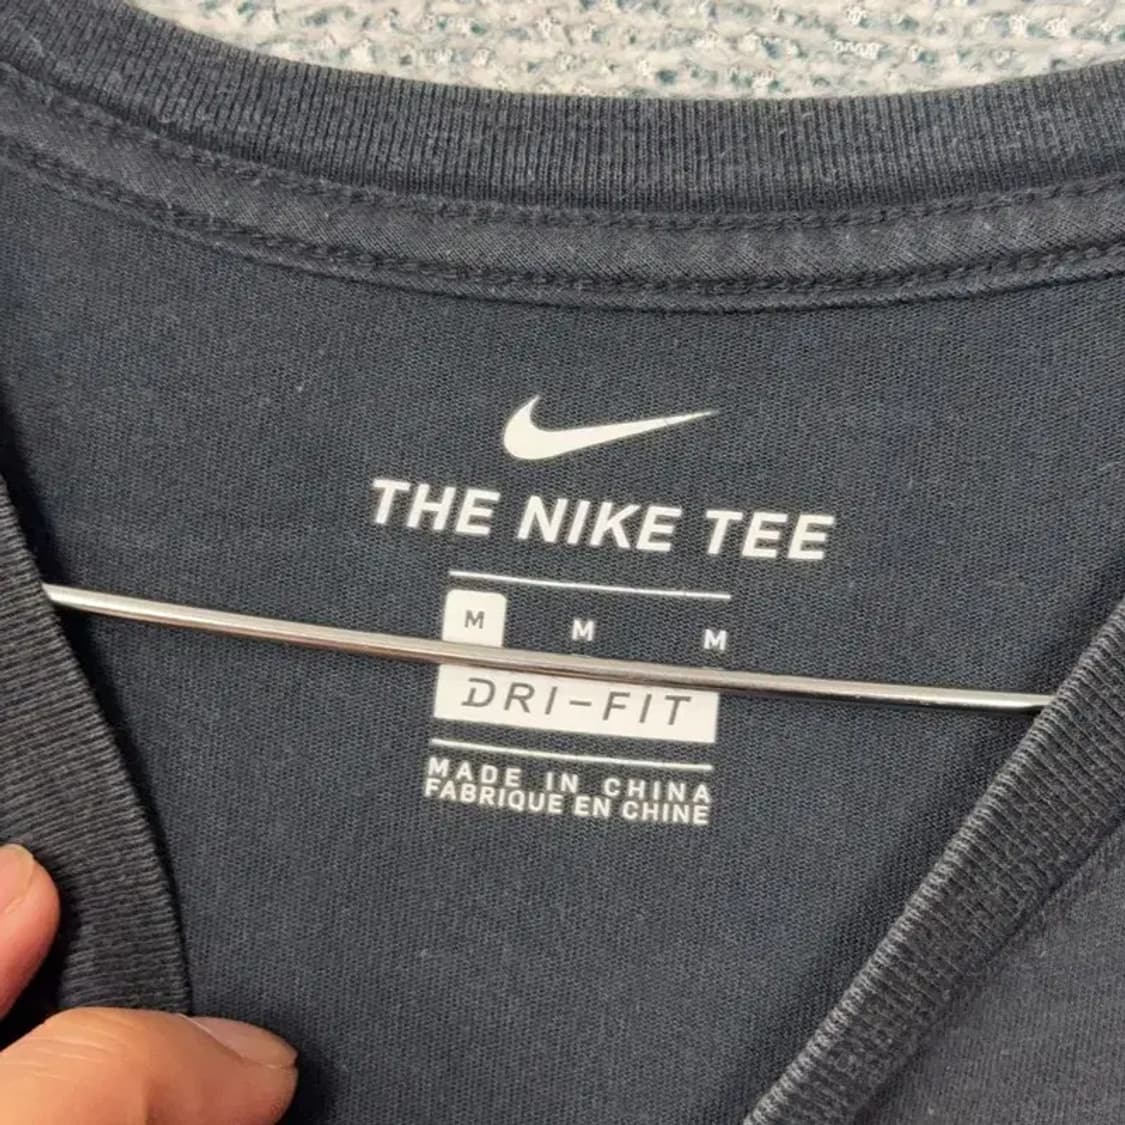 THE NIKE TEE
M M M
DRI-FIT
MADE IN CHINA
FABRIQUE EN CHINE